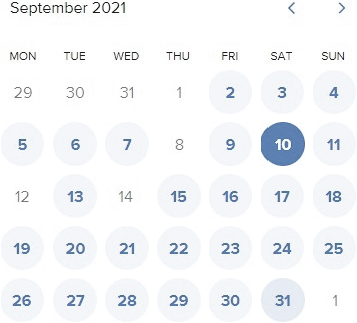 September 2021
MON TUE WED THU FRI SAT SUN
29 30 31 1 2 3 4
5 6 7 8 9 10 11
12 13 14 15 16 17 18
19 20 21 22 23 24 25
26 27 28 29 30 31 1